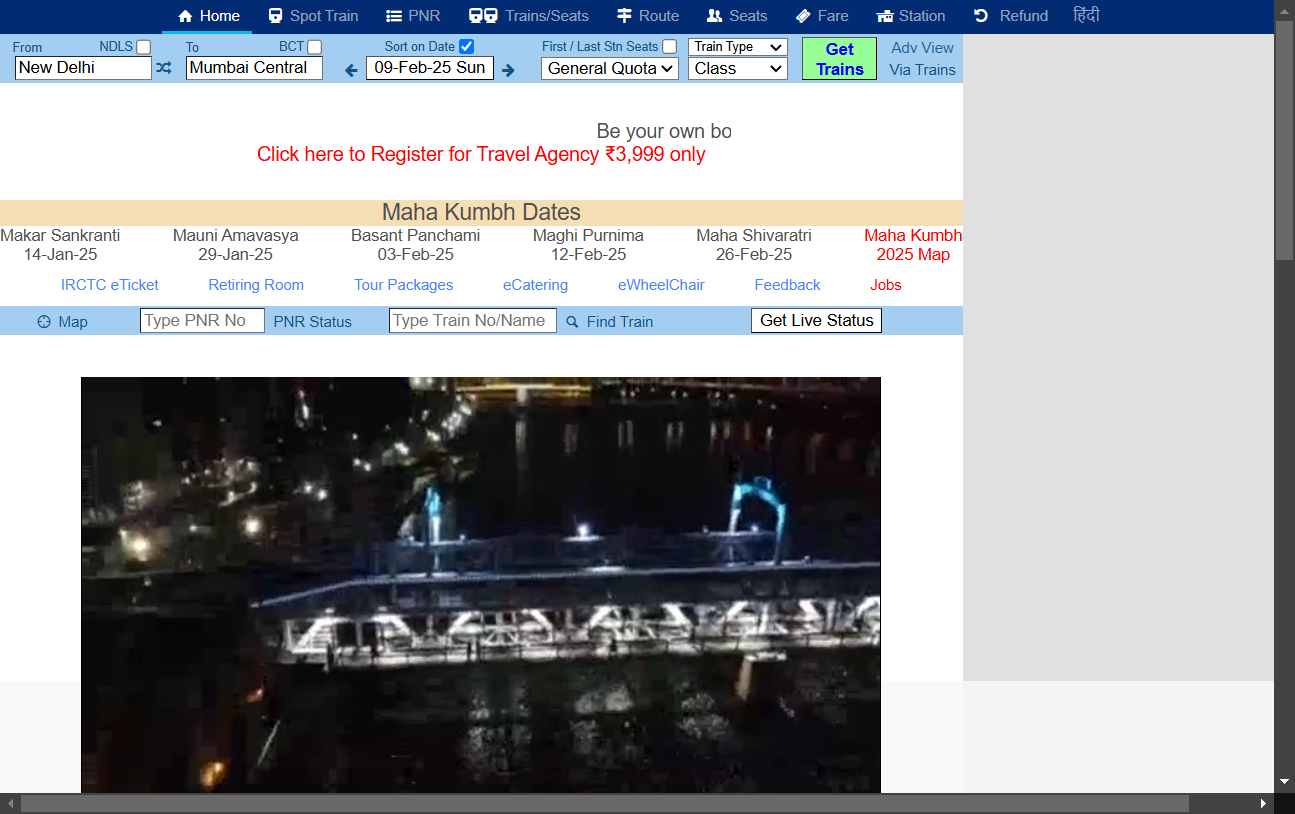 Home Spot Train PNR Trains/Seats Route Seats Fare Station Refund हिंदी
From NDLS To BCT Sort on Date First / Last Stn Seats Train Type Get Trains Adv View
New Delhi Mumbai Central 09-Feb-25 Sun General Quota Class Via Trains
Be your own bo
Click here to Register for Travel Agency ₹3,999 only
Maha Kumbh Dates
Makar Sankranti Mauni Amavasya Basant Panchami Maghi Purnima Maha Shivaratri Maha Kumbh
14-Jan-25 29-Jan-25 03-Feb-25 12-Feb-25 26-Feb-25 2025 Map
IRCTC eTicket Retiring Room Tour Packages eCatering eWheelChair Feedback Jobs
Map Type PNR No PNR Status Type Train No/Name Find Train Get Live Status